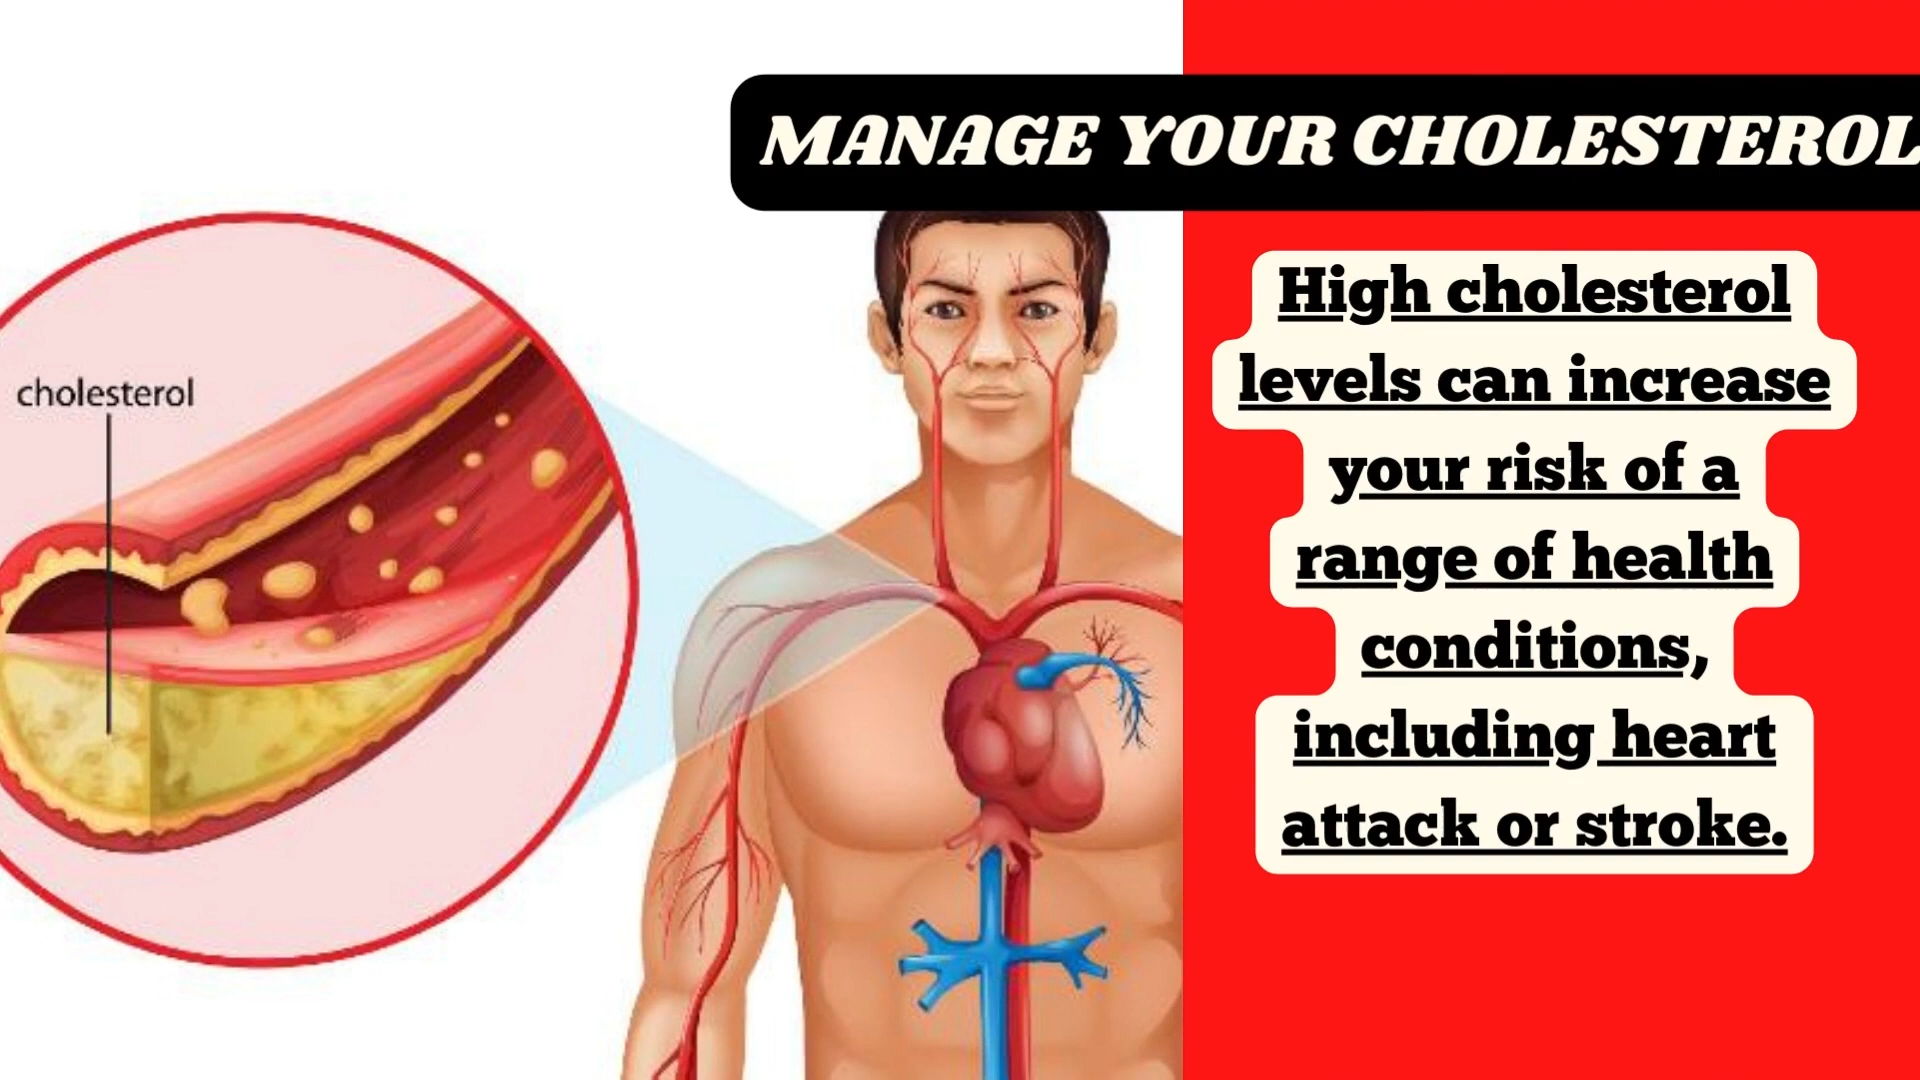 MANAGE YOUR CHOLESTEROL
cholesterol
High cholesterol
levels can increase
your risk of a
range of health
conditions,
including heart
attack or stroke.